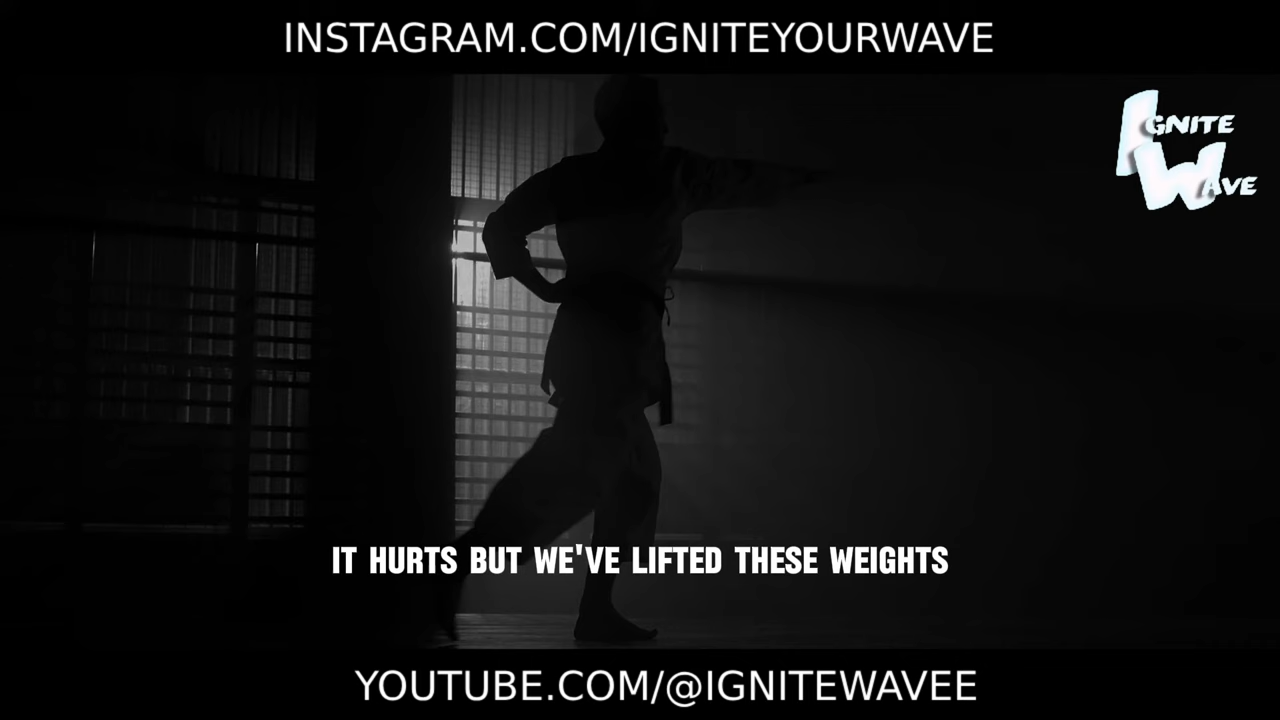 INSTAGRAM.COM/IGNITEYOURWAVE
IGNITE
WAVE
IT HURTS BUT WE'VE LIFTED THESE WEIGHTS
YOUTUBE.COM/@IGNITEWAVEE